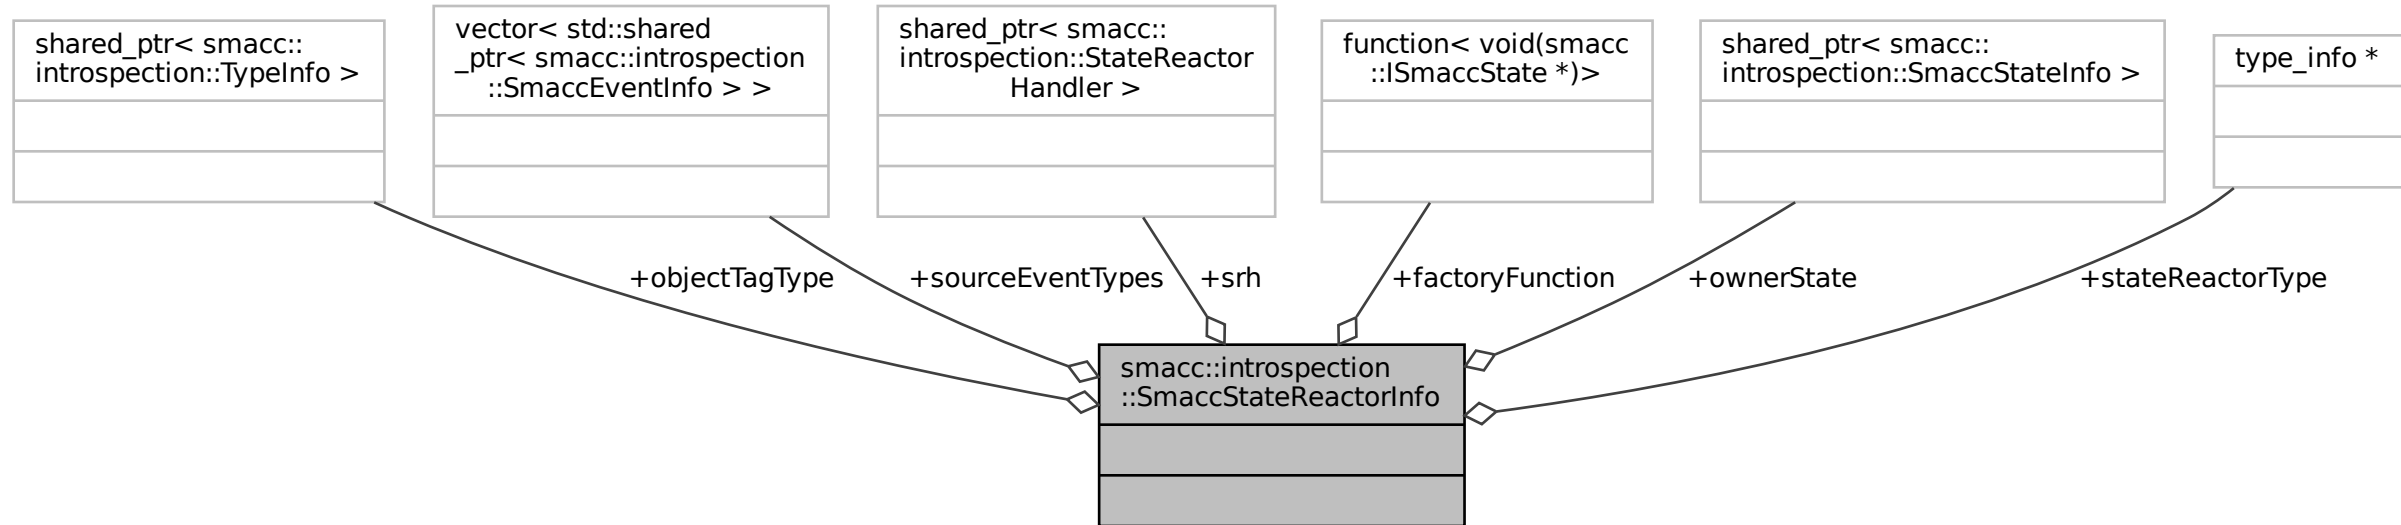 shared_ptr< smacc::
introspection::TypeInfo >
vector< std::shared
_ptr< smacc::introspection
::SmaccEventInfo > >
shared_ptr< smacc::
introspection::StateReactor
Handler >
function< void(smacc
::ISmaccState *)>
shared_ptr< smacc::
introspection::SmaccStateInfo >
type_info *
+objectTagType
+sourceEventTypes
+srh
+factoryFunction
+ownerState
+stateReactorType
smacc::introspection
::SmaccStateReactorInfo